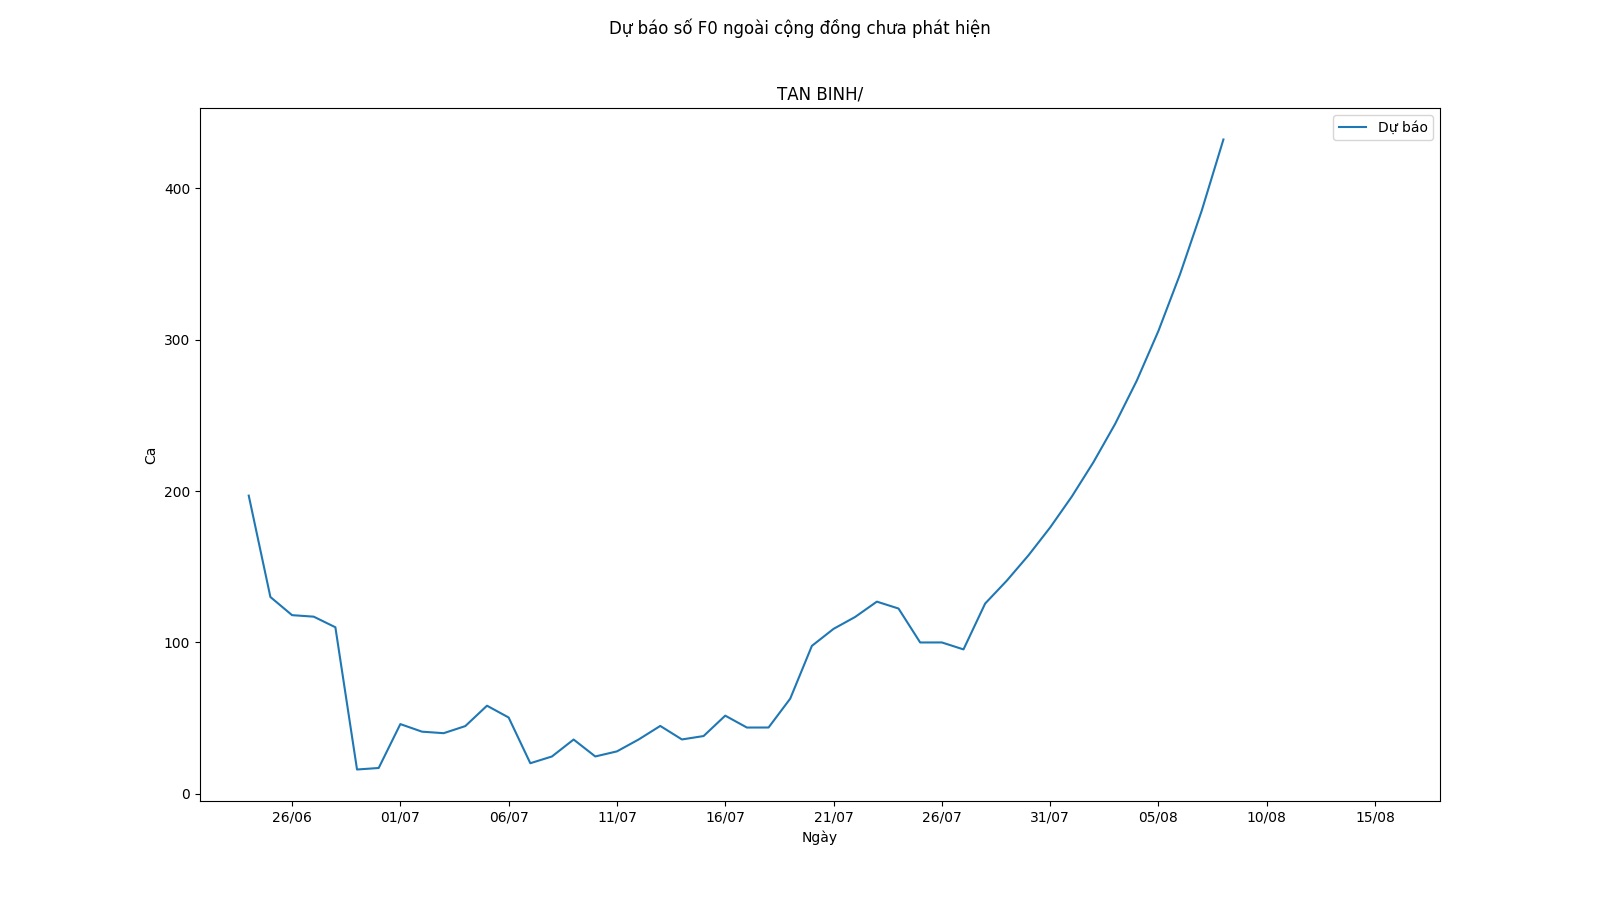 Dự báo số F0 ngoài cộng đồng chưa phát hiện
TAN BINH/
Dự báo
400
300
200
100
0
Ca
26/06 01/07 06/07 11/07 16/07 21/07 26/07 31/07 05/08 10/08 15/08
Ngày